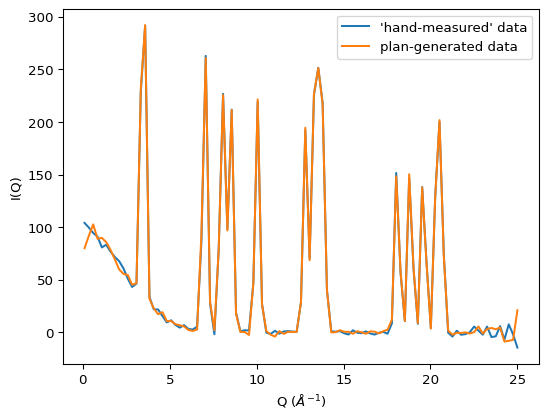 300
250
200
150
100
50
0
I(Q)
'hand-measured' data
plan-generated data
0 5 10 15 20 25
Q (Å⁻¹)